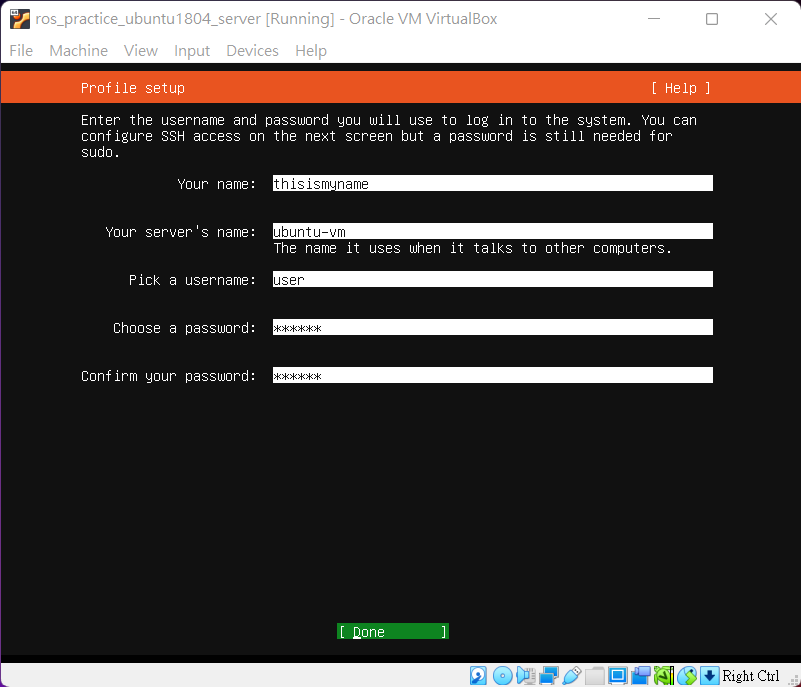 ros_practice_ubuntu1804_server [Running] - Oracle VM VirtualBox
File Machine View Input Devices Help
Profile setup [ Help ]
Enter the username and password you will use to log in to the system. You can
configure SSH access on the next screen but a password is still needed for
sudo.
Your name: thisismyname
Your server's name: ubuntu-vm
The name it uses when it talks to other computers.
Pick a username: user
Choose a password: ******
Confirm your password: ******
[ Done ]
Right Ctrl